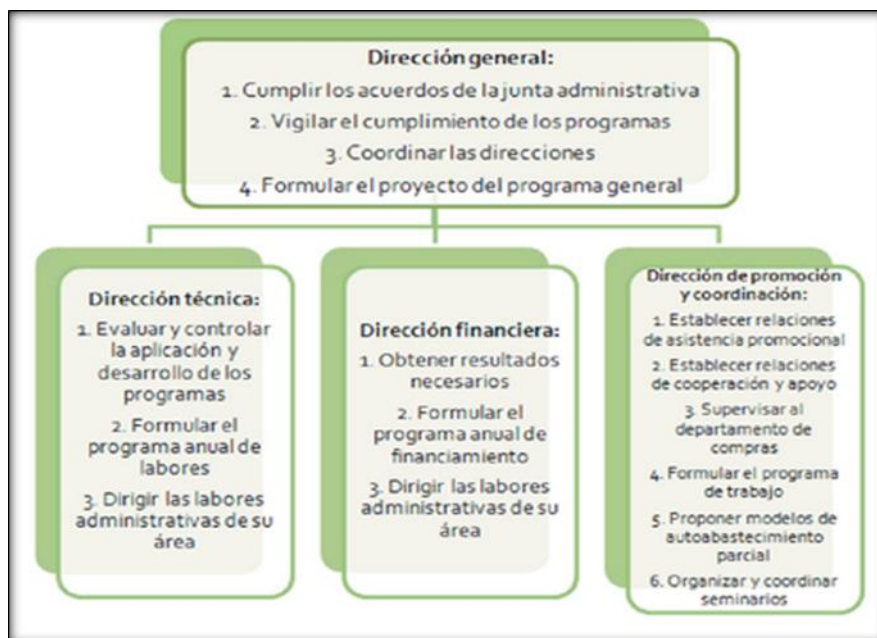 Dirección general:
1. Cumplir los acuerdos de la junta administrativa
2. Vigilar el cumplimiento de los programas
3. Coordinar las direcciones
4. Formular el proyecto del programa general
Dirección técnica:
1. Evaluar y controlar
la aplicación y
desarrollo de los
programas
2. Formular el
programa anual de
labores
3. Dirigir las labores
administrativas de su
área
Dirección financiera:
1. Obtener resultados
necesarios
2. Formular el
programa anual de
financiamiento
3. Dirigir las labores
administrativas de su
área
Dirección de promoción
y coordinación:
1. Establecer relaciones
de asistencia promocional
2. Establecer relaciones
de cooperación y apoyo
3. Supervisar al
departamento de
compras
4. Formular el programa
de trabajo
5. Proponer modelos de
autoabastecimiento
parcial
6. Organizar y coordinar
seminarios